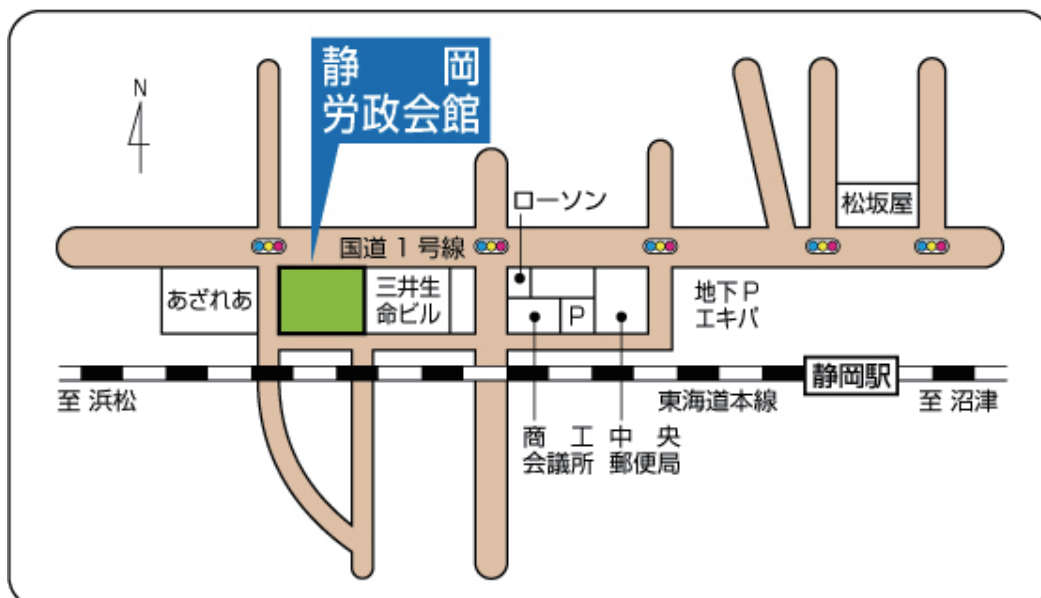 静岡
労政会館
N
ローソン
松坂屋
国道1号線
あざれあ
三井生
命ビル
P
地下P
エキパ
静岡駅
至 浜松
東海道本線
至 沼津
商工
会議所
中央
郵便局